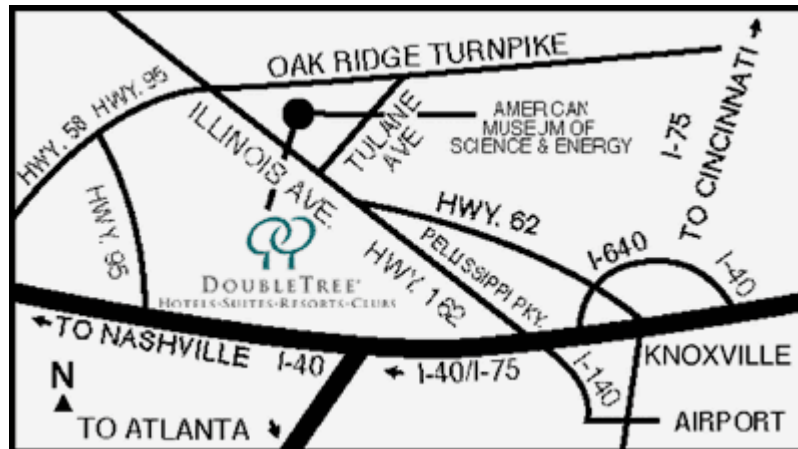 OAK RIDGE TURNPIKE
HWY. 58 HWY. 95
ILLINOIS AVE.
TULANE
AVE
AMERICAN
MUSEUM OF
SCIENCE & ENERGY
I-75
TO CINCINNATI
HWY. 95
HWY. 62
PELLISSIPPI PKY.
HWY. 162
I-640
I-40
DOUBLETREE®
HOTELS·SUITES·RESORTS·CLUBS
TO NASHVILLE
I-40
I-40/I-75
KNOXVILLE
I-140
AIRPORT
N
TO ATLANTA